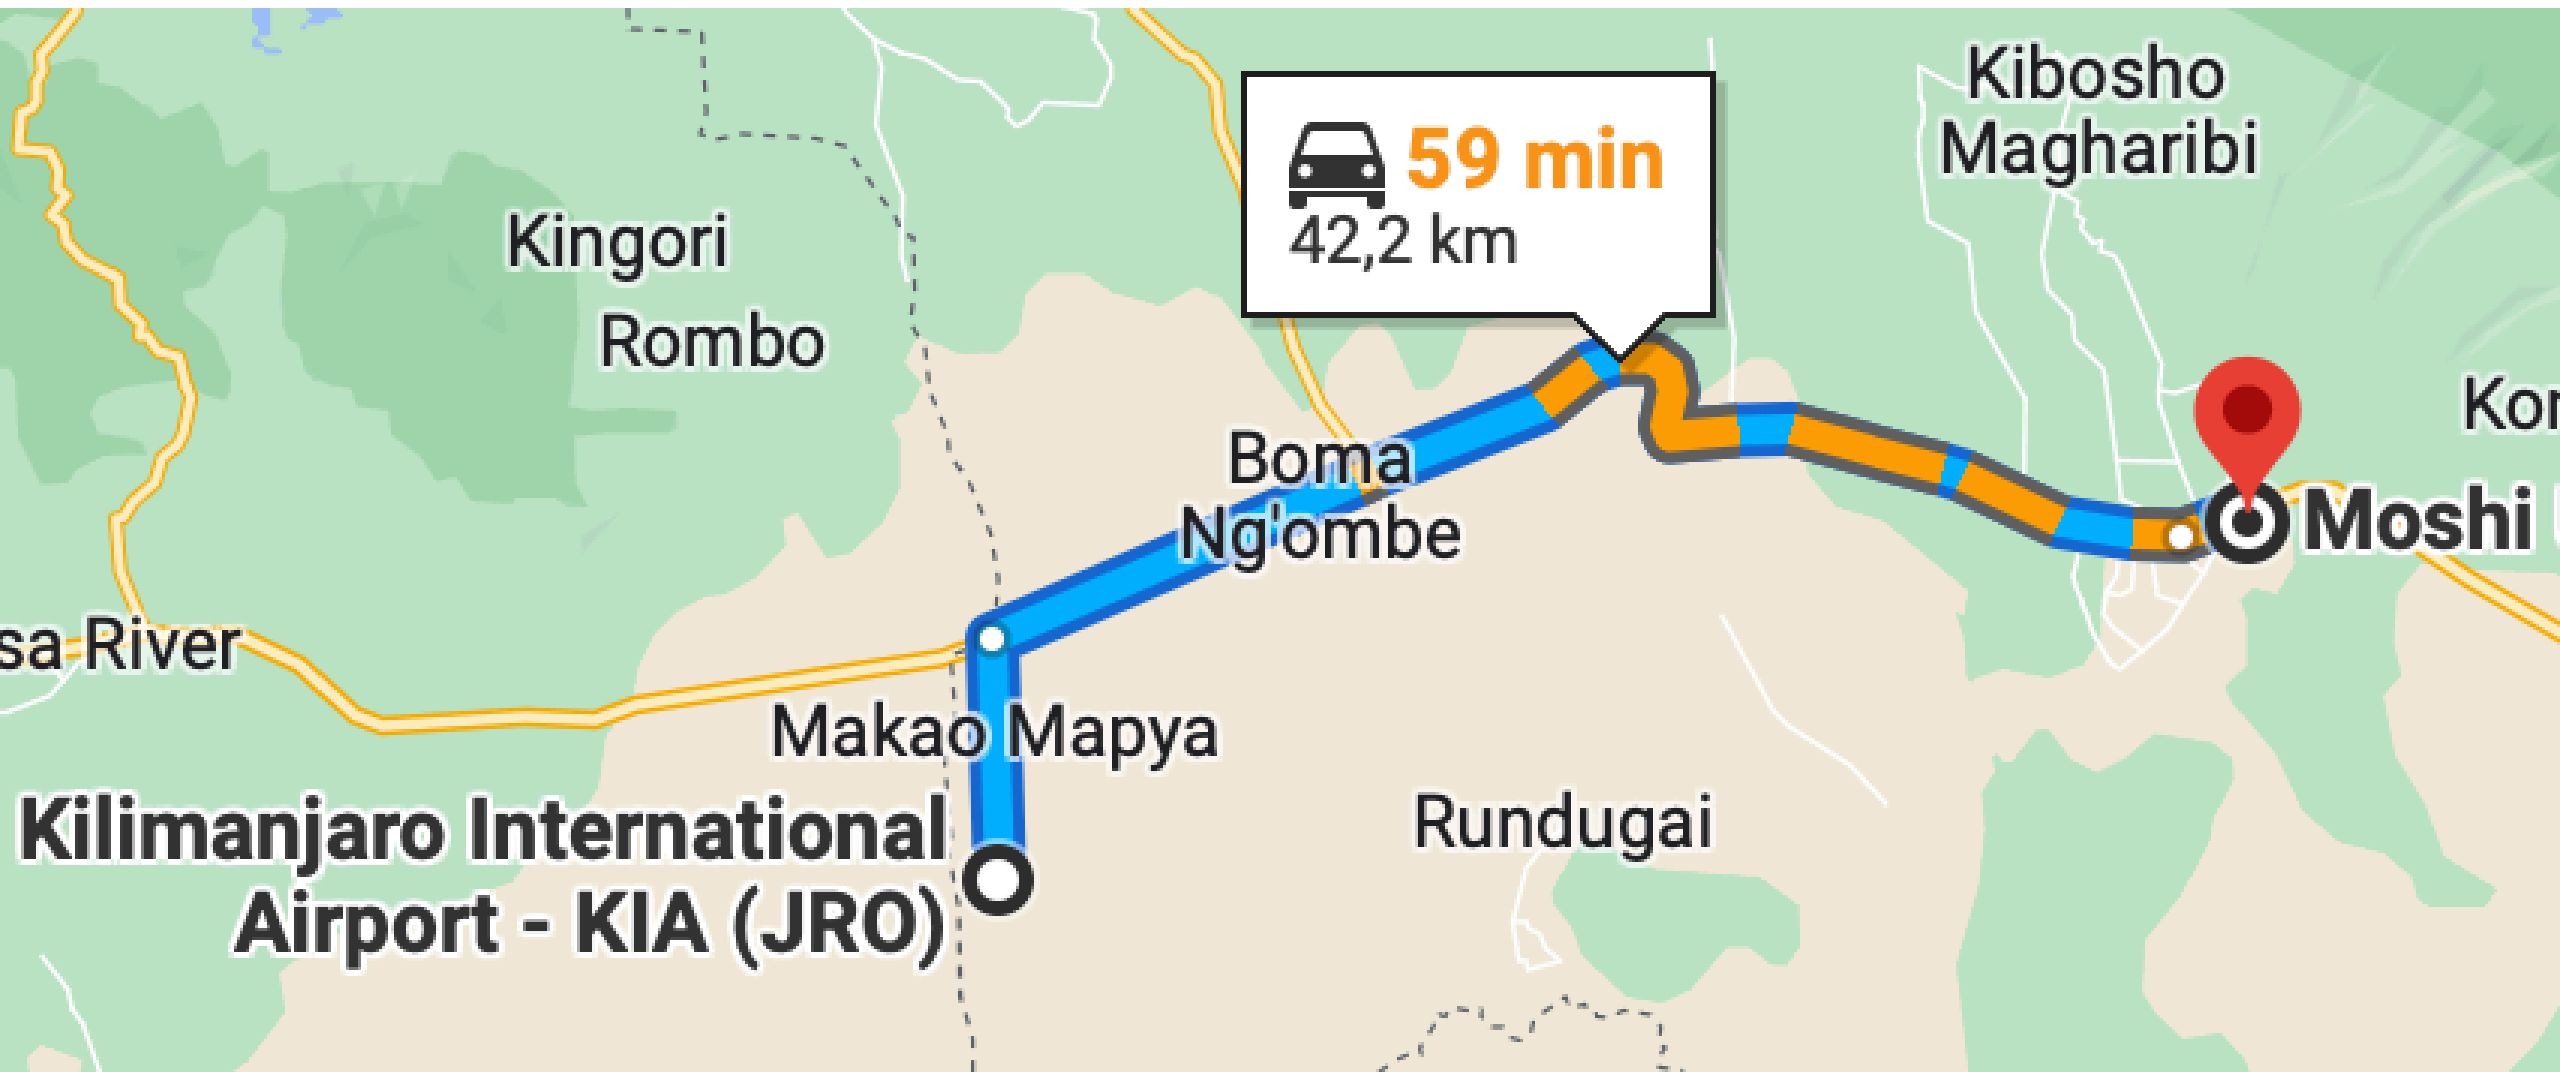 Kibosho
Magharibi
59 min
42,2 km
Kingori
Rombo
Boma
Ng'ombe
Moshi
River
Makao Mapya
Kilimanjaro International
Airport - KIA (JRO)
Rundugai